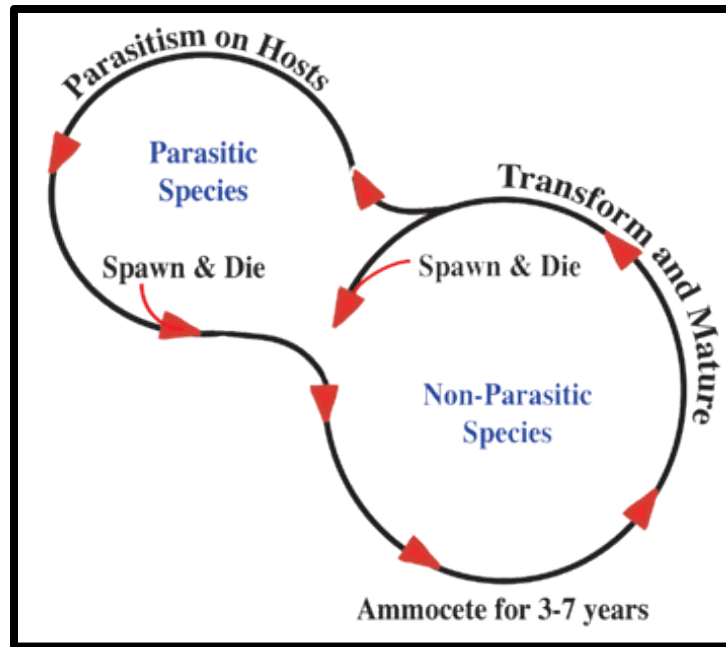 Parasitism on Hosts
Parasitic
Species
Transform and Mature
Spawn & Die
Spawn & Die
Non-Parasitic
Species
Ammocete for 3-7 years